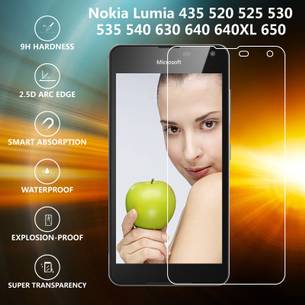 Nokia Lumia 435 520 525 530
535 540 630 640 640XL 650
9H HARDNESS
Microsoft
2.5D ARC EDGE
SMART ABSORPTION
WATERPROOF
EXPLOSION-PROOF
SUPER TRANSPARENCY